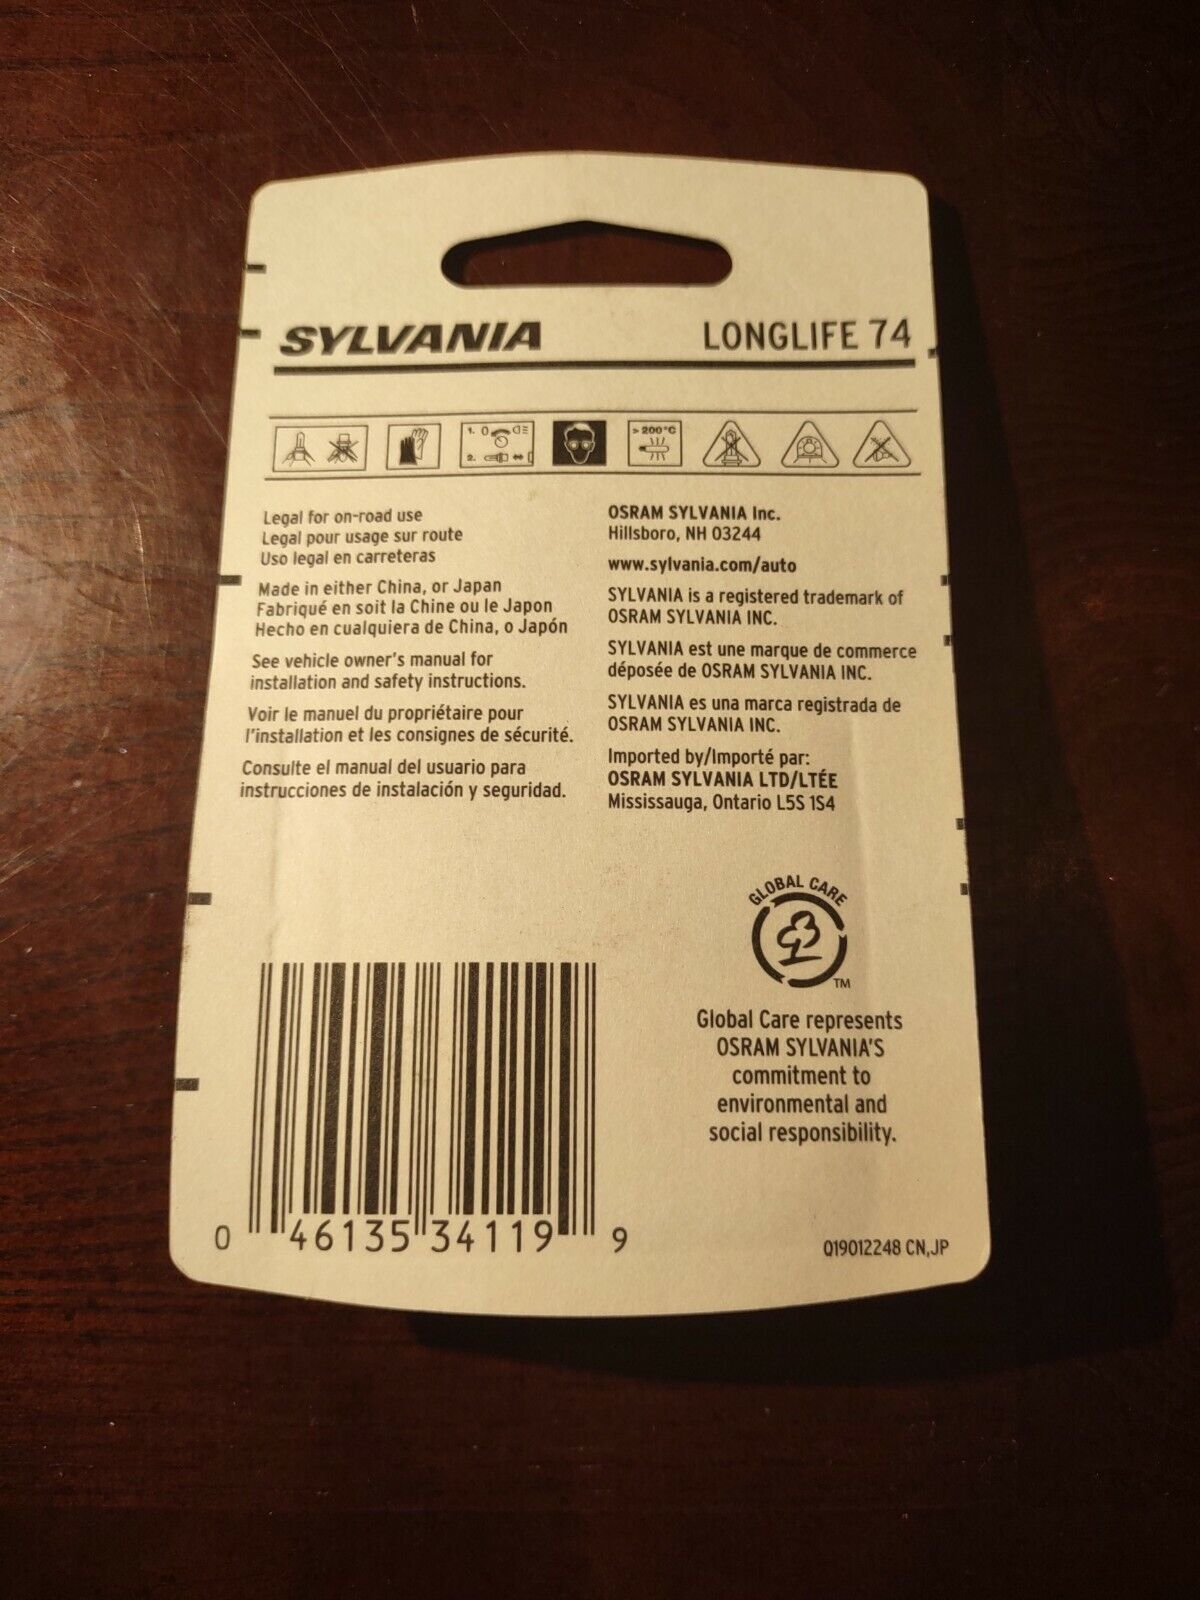 SYLVANIA LONGLIFE 74
1. 0
2.
>200°C
Legal for on-road use
Legal pour usage sur route
Uso legal en carreteras
Made in either China, or Japan
Fabriqué en soit la Chine ou le Japon
Hecho en cualquiera de China, o Japón
See vehicle owner's manual for
installation and safety instructions.
Voir le manuel du propriétaire pour
l'installation et les consignes de sécurité.
Consulte el manual del usuario para
instrucciones de instalación y seguridad.
OSRAM SYLVANIA Inc.
Hillsboro, NH 03244
www.sylvania.com/auto
SYLVANIA is a registered trademark of
OSRAM SYLVANIA INC.
SYLVANIA est une marque de commerce
déposée de OSRAM SYLVANIA INC.
SYLVANIA es una marca registrada de
OSRAM SYLVANIA INC.
Imported by/Importé par:
OSRAM SYLVANIA LTD/LTÉE
Mississauga, Ontario L5S 1S4
GLOBAL CARE
TM
Global Care represents
OSRAM SYLVANIA'S
commitment to
environmental and
social responsibility.
0 46135 34119 9
Q19012248 CN,JP